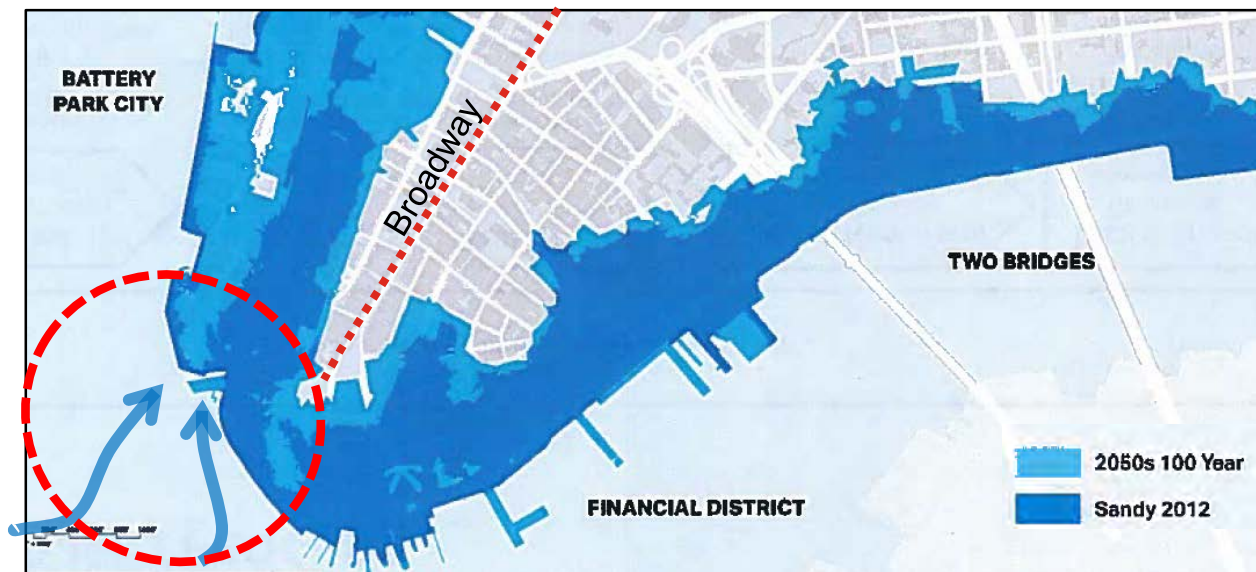 BATTERY
PARK CITY
Broadway
TWO BRIDGES
FINANCIAL DISTRICT
2050s 100 Year
Sandy 2012